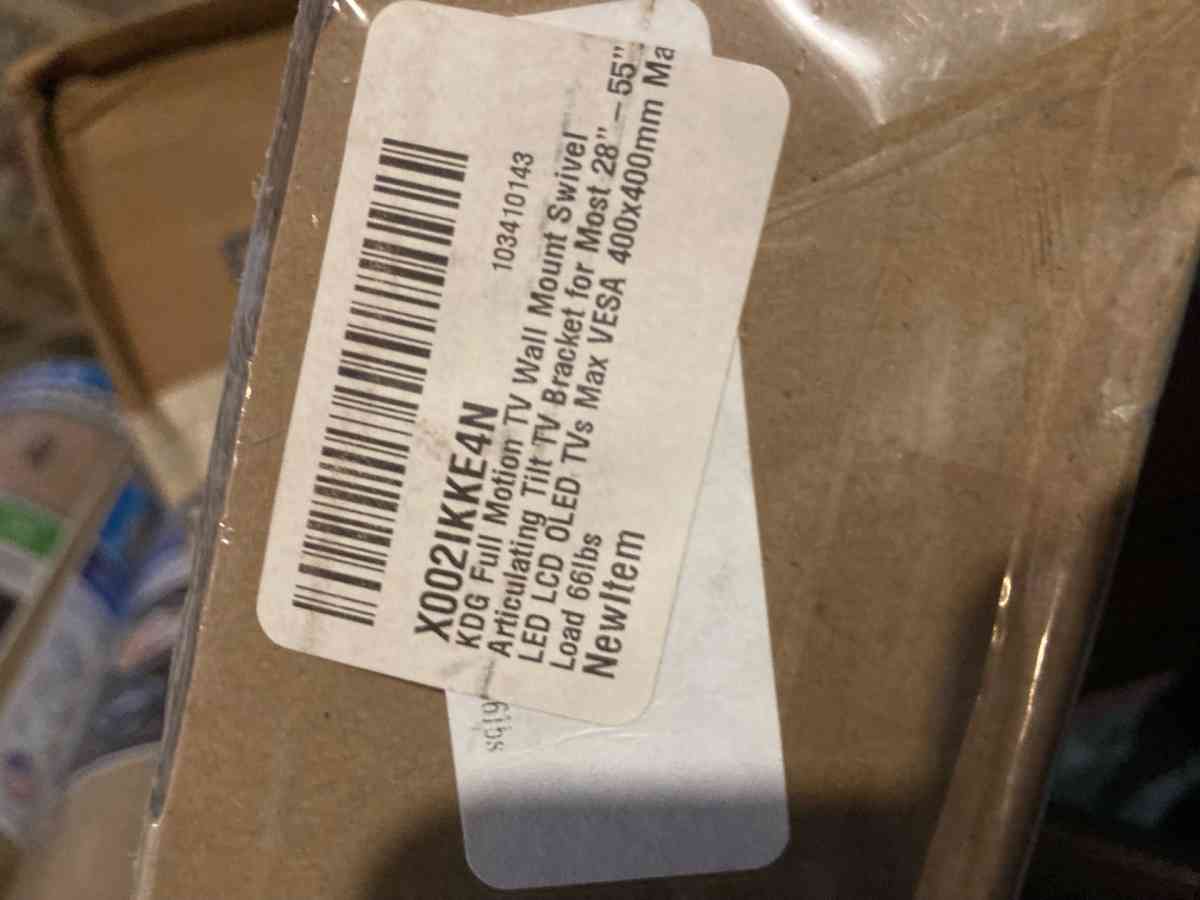 X002IKKE4N
103410143
KDG Full Motion TV Wall Mount Swivel
Articulating Tilt TV Bracket for Most 28" – 55"
LED LCD OLED TVs Max VESA 400x400mm Ma
Load 66lbs
NewItem